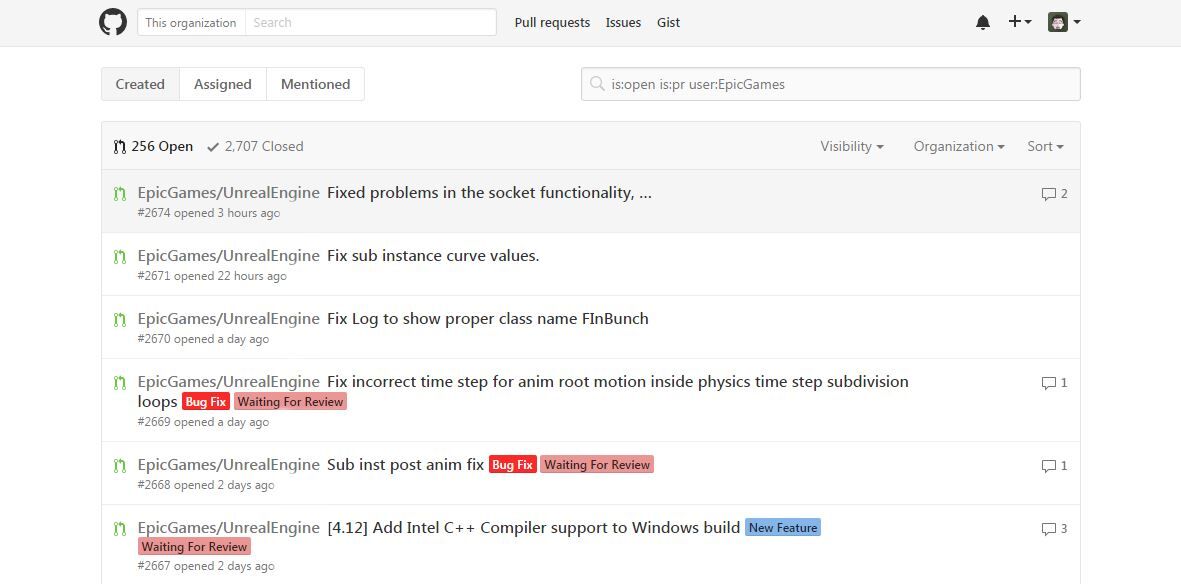 This organization Search Pull requests Issues Gist
Created Assigned Mentioned is:open is:pr user:EpicGames
256 Open 2,707 Closed Visibility Organization Sort
EpicGames/UnrealEngine Fixed problems in the socket functionality, ... 2
#2674 opened 3 hours ago
EpicGames/UnrealEngine Fix sub instance curve values.
#2671 opened 22 hours ago
EpicGames/UnrealEngine Fix Log to show proper class name FInBunch
#2670 opened a day ago
EpicGames/UnrealEngine Fix incorrect time step for anim root motion inside physics time step subdivision 1
loops Bug Fix Waiting For Review
#2669 opened a day ago
EpicGames/UnrealEngine Sub inst post anim fix Bug Fix Waiting For Review 1
#2668 opened 2 days ago
EpicGames/UnrealEngine [4.12] Add Intel C++ Compiler support to Windows build New Feature 3
Waiting For Review
#2667 opened 2 days ago